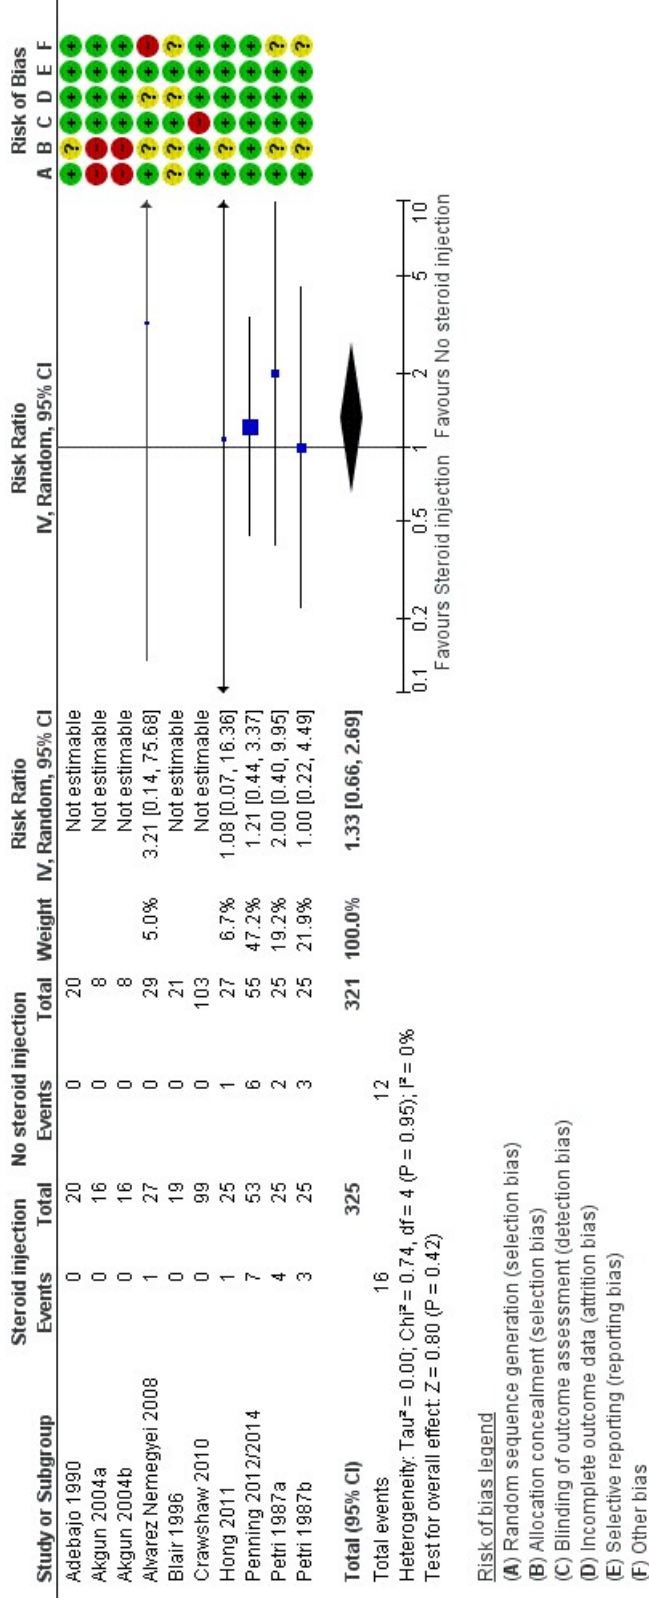 Steroid injection No steroid injection Risk Ratio Risk Ratio Risk of Bias
Study or Subgroup Events Total Events Total Weight IV, Random, 95% CI IV, Random, 95% CI A B C D E F
Adebajo 1990 0 20 0 20 Not estimable + ? + + + +
Akgun 2004a 0 16 0 8 Not estimable - - + + + +
Akgun 2004b 0 16 0 8 Not estimable - - + + + +
Alvarez Nemegyei 2008 1 27 0 29 5.0% 3.21 [0.14, 75.68] + ? + ? + -
Blair 1996 0 19 0 21 Not estimable ? ? + ? + ?
Crawshaw 2010 0 99 0 103 Not estimable + + - + + +
Hong 2011 1 25 1 27 6.7% 1.08 [0.07, 16.36] + ? + + + +
Penning 2012/2014 7 53 6 55 47.2% 1.21 [0.44, 3.37] + + + + + +
Petri 1987a 4 25 2 25 19.2% 2.00 [0.40, 9.95] + ? + + + ?
Petri 1987b 3 25 3 25 21.9% 1.00 [0.22, 4.49] + ? + + + ?
Total (95% CI) 325 321 100.0% 1.33 [0.66, 2.69]
Total events 16 12
Heterogeneity: Tau² = 0.00; Chi² = 0.74, df = 4 (P = 0.95); I² = 0%
Test for overall effect: Z = 0.80 (P = 0.42)
0.1 0.2 0.5 1 2 5 10
Favours Steroid injection Favours No steroid injection
Risk of bias legend
(A) Random sequence generation (selection bias)
(B) Allocation concealment (selection bias)
(C) Blinding of outcome assessment (detection bias)
(D) Incomplete outcome data (attrition bias)
(E) Selective reporting (reporting bias)
(F) Other bias